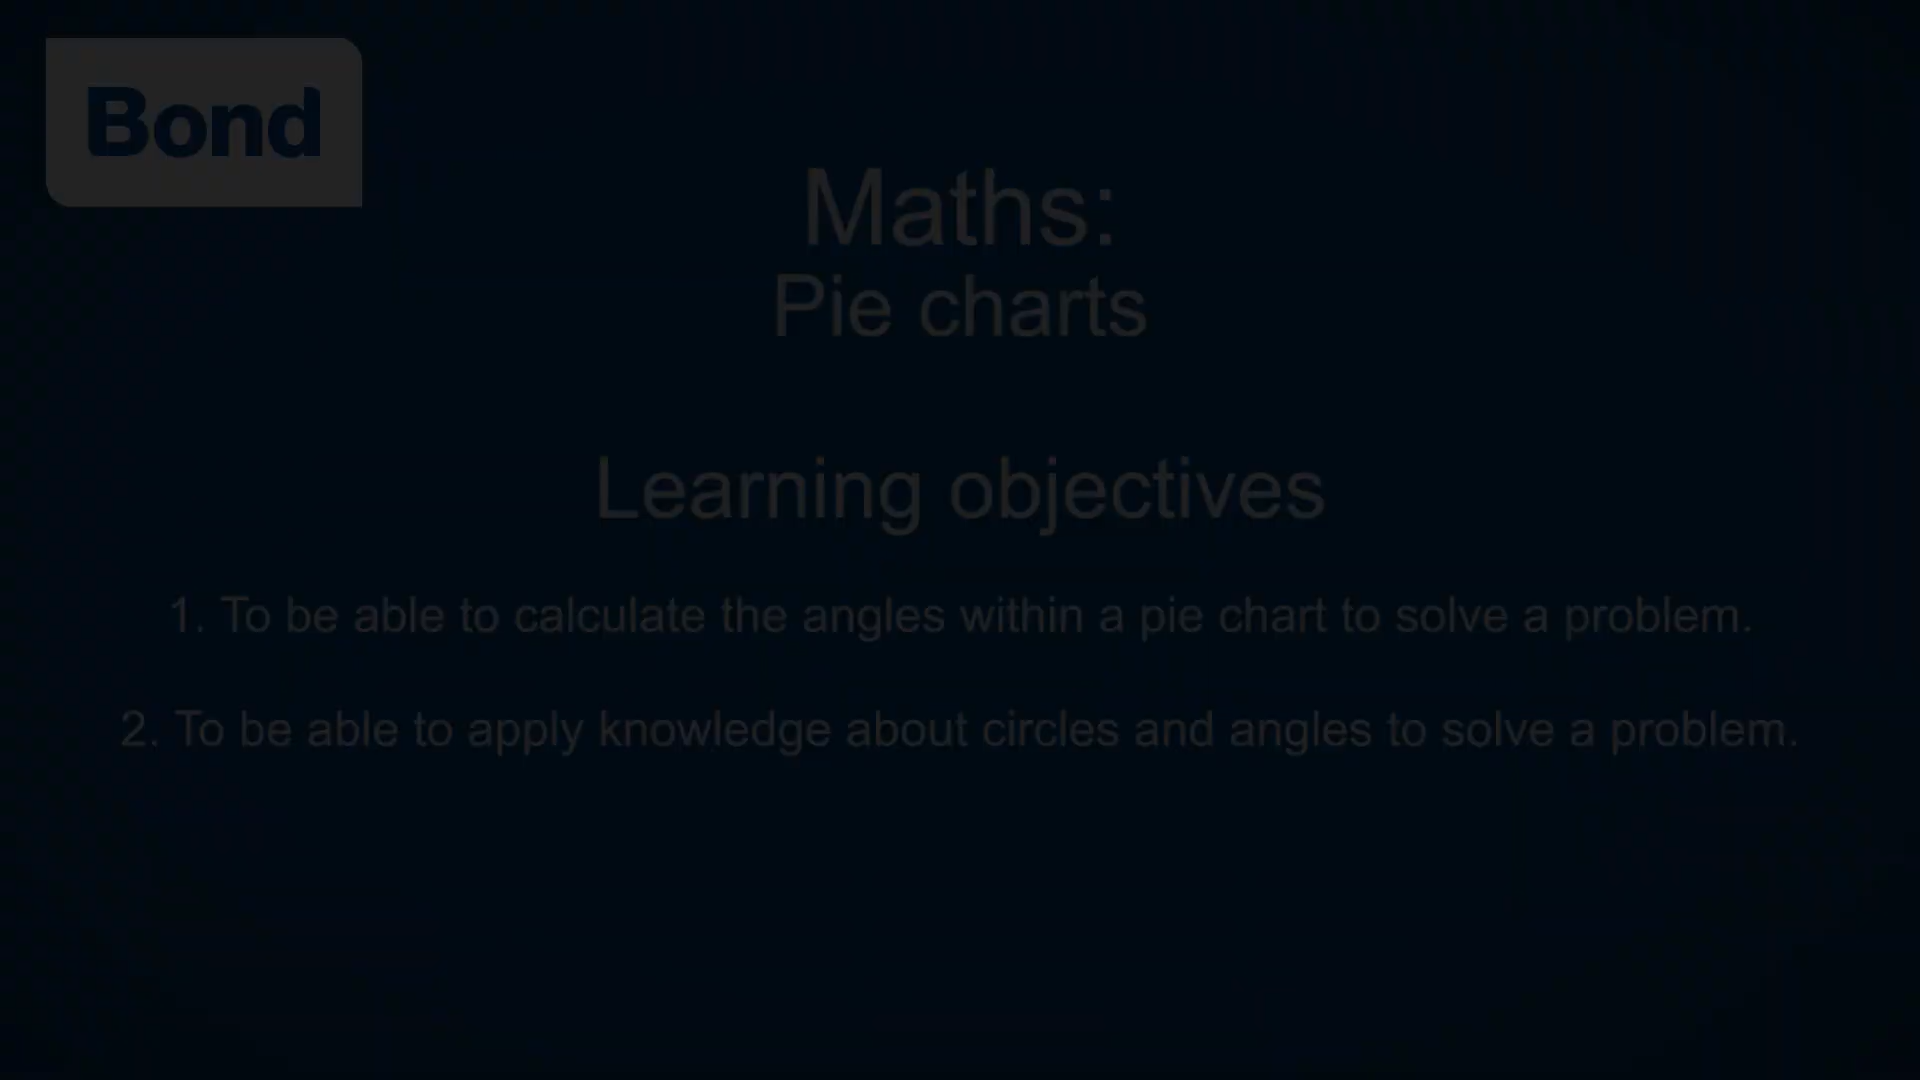 Bond
Maths:
Pie charts
Learning objectives
1. To be able to calculate the angles within a pie chart to solve a problem.
2. To be able to apply knowledge about circles and angles to solve a problem.